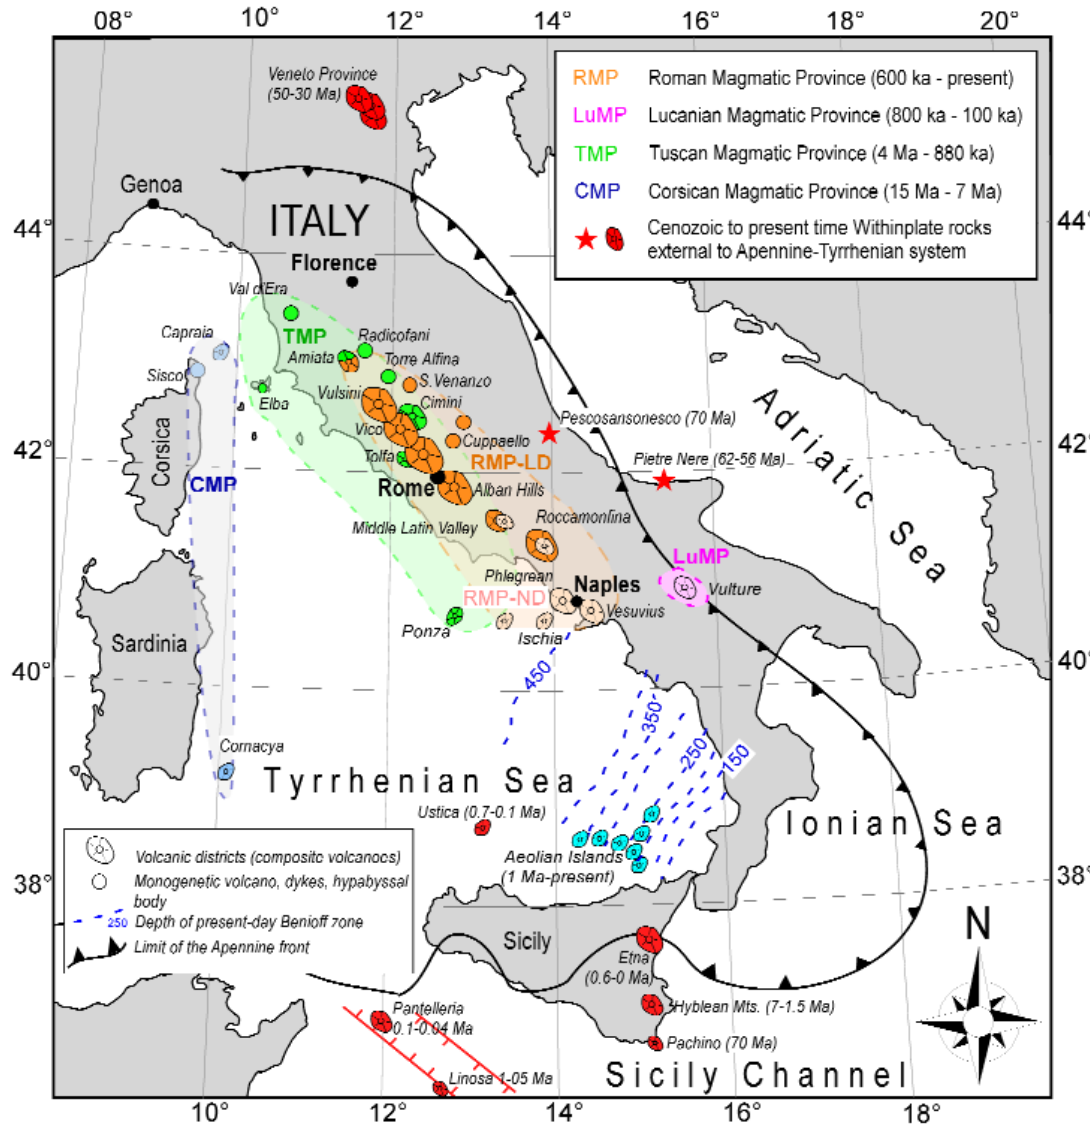 08° 10° 12° 14° 16° 18° 20°
Veneto Province
(50-30 Ma)
RMP Roman Magmatic Province (600 ka - present)
LuMP Lucanian Magmatic Province (800 ka - 100 ka)
TMP Tuscan Magmatic Province (4 Ma - 880 ka)
CMP Corsican Magmatic Province (15 Ma - 7 Ma)
Cenozoic to present time Withinplate rocks
external to Apennine-Tyrrhenian system
Genoa
ITALY
44° 44°
Florence
Val d'Era
TMP
Capraia
Radicofani
Amiata
Torre Alfina
Sisco
S.Venanzo
Elba
Vulsini
Cimini
Vico
Cuppaello
Pescosansonesco (70 Ma)
Adriatic Sea
Corsica
42° 42°
Tolfa
RMP-LD
Pietre Nere (62-56 Ma)
CMP
Rome
Alban Hills
Middle Latin Valley
Roccamonfina
LuMP
Phlegrean
Naples
Vulture
RMP-ND
Vesuvius
Ponza
Ischia
Sardinia
40° 40°
450
350
250
150
Cornacya
Tyrrhenian Sea
Ustica (0.7-0.1 Ma)
Ionian Sea
Aeolian Islands
(1 Ma-present)
Volcanic districts (composito volcanocs)
Monogenetic volcano, dykes, hypabyssal
body
250 Depth of present-day Benioff zone
Limit of the Apennine front
38° 38°
Sicily
Etna
(0.6-0 Ma)
N
Pantelleria
0.1-0.04 Ma
Hyblean Mts. (7-1.5 Ma)
Pachino (70 Ma)
Linosa 1-05 Ma
Sicily Channel
10° 12° 14° 16° 18°